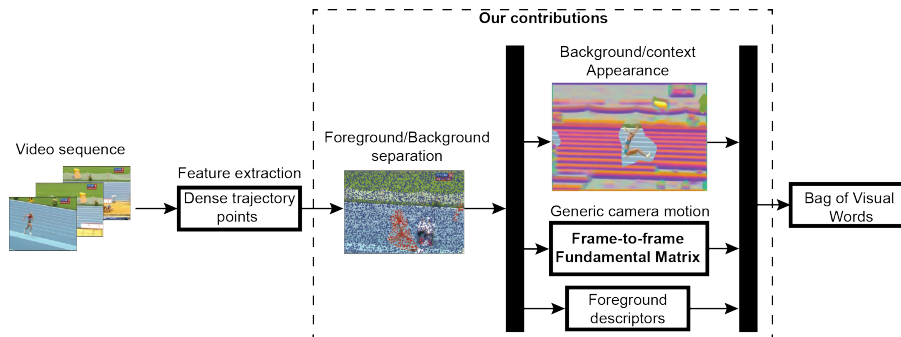 Our contributions
Video sequence
Feature extraction
Dense trajectory
points
Foreground/Background
separation
Background/context
Appearance
Generic camera motion
Frame-to-frame
Fundamental Matrix
Foreground
descriptors
Bag of Visual
Words